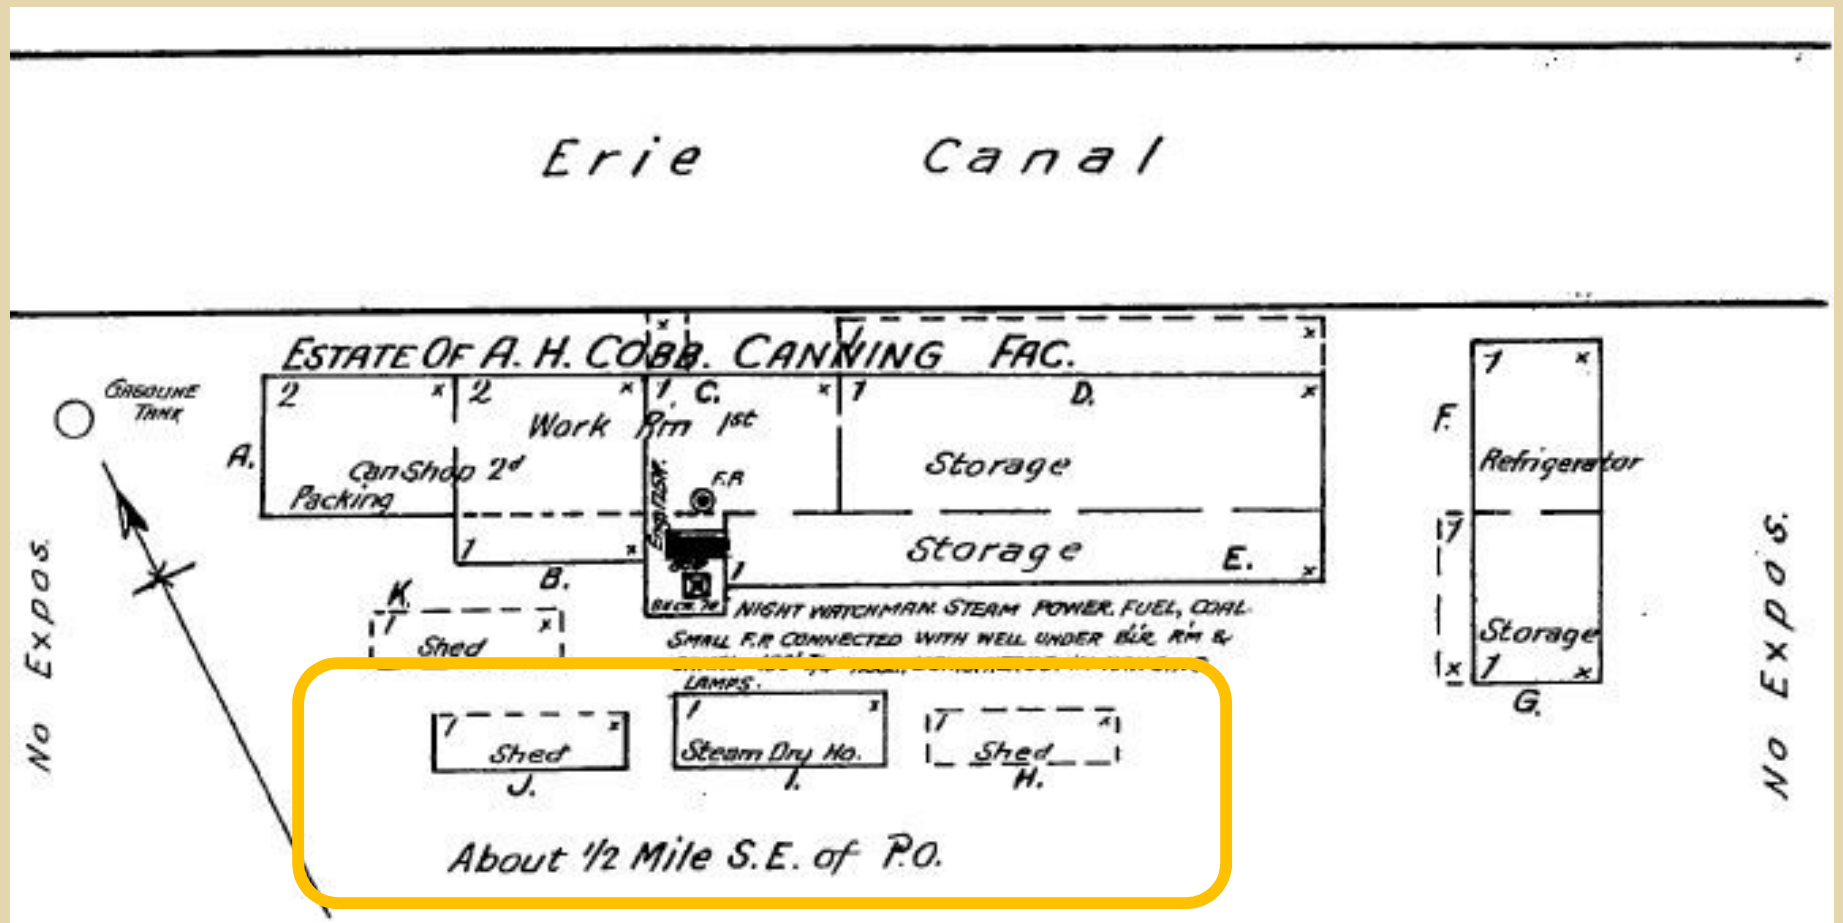 Erie Canal
ESTATE OF A. H. COBB. CANNING FAC.
GASOLINE
TANK
2 x 2 x 1 C. x 1 D. x
Work Rm 1st
A.
Can Shop 2d
Packing
F.P.
Storage
Storage
E.
1 x B. 1 x
F.
1 x
Refrigerator
1
Storage
x 1 x
G.
K.
1 x
Shed
NIGHT WATCHMAN. STEAM POWER. FUEL, COAL.
SMALL F.P. CONNECTED WITH WELL UNDER B'L'R RM &
LAMPS.
1 x
Shed
J.
1 x
Steam Dry Ho.
I.
1 x
Shed
H.
No Expos.
No Expo's.
About 1/2 Mile S.E. of P.O.